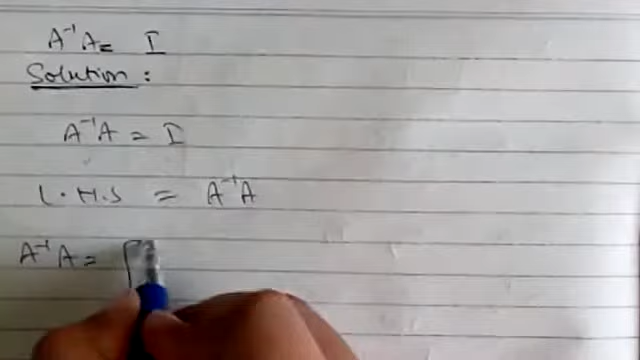 A⁻¹A = I
Solution :
A⁻¹A = I
L.H.S = A⁻¹A
A⁻¹A = [